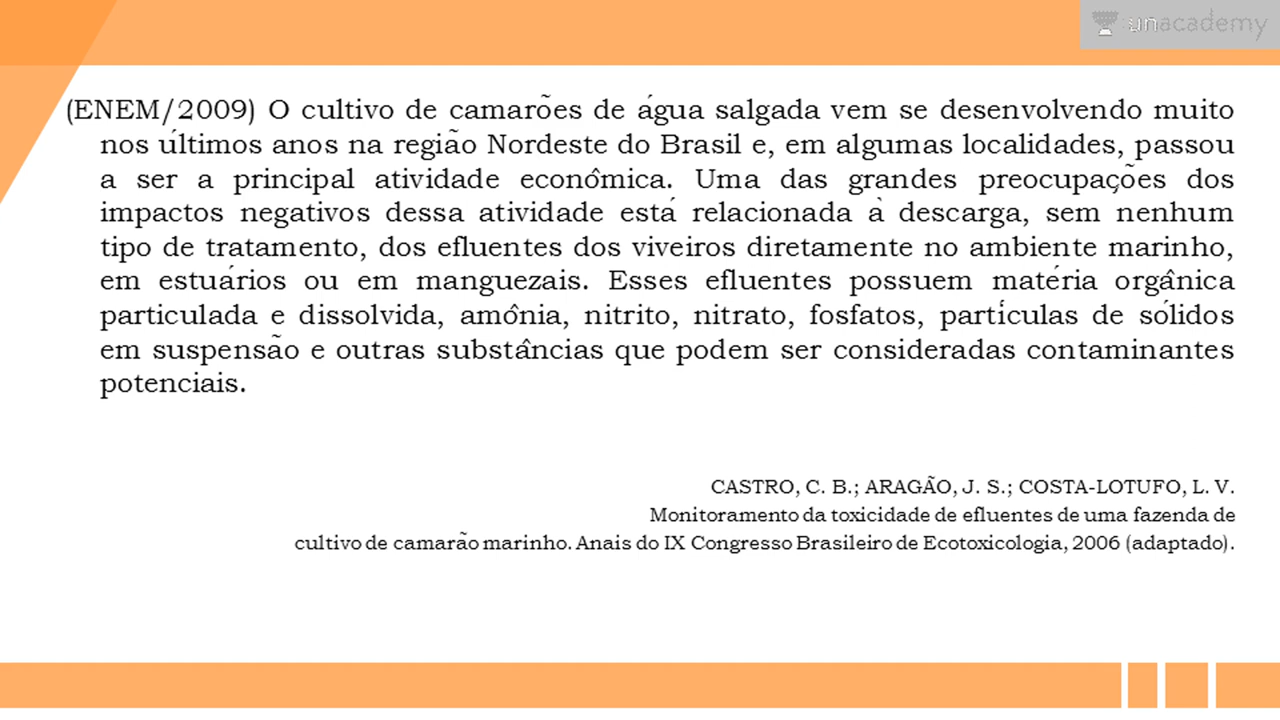 unacademy
(ENEM/2009) O cultivo de camarões de água salgada vem se desenvolvendo muito
nos últimos anos na região Nordeste do Brasil e, em algumas localidades, passou
a ser a principal atividade econômica. Uma das grandes preocupações dos
impactos negativos dessa atividade está relacionada à descarga, sem nenhum
tipo de tratamento, dos efluentes dos viveiros diretamente no ambiente marinho,
em estuários ou em manguezais. Esses efluentes possuem matéria orgânica
particulada e dissolvida, amônia, nitrito, nitrato, fosfatos, partículas de sólidos
em suspensão e outras substâncias que podem ser consideradas contaminantes
potenciais.
CASTRO, C. B.; ARAGÃO, J. S.; COSTA-LOTUFO, L. V.
Monitoramento da toxicidade de efluentes de uma fazenda de
cultivo de camarão marinho. Anais do IX Congresso Brasileiro de Ecotoxicologia, 2006 (adaptado).